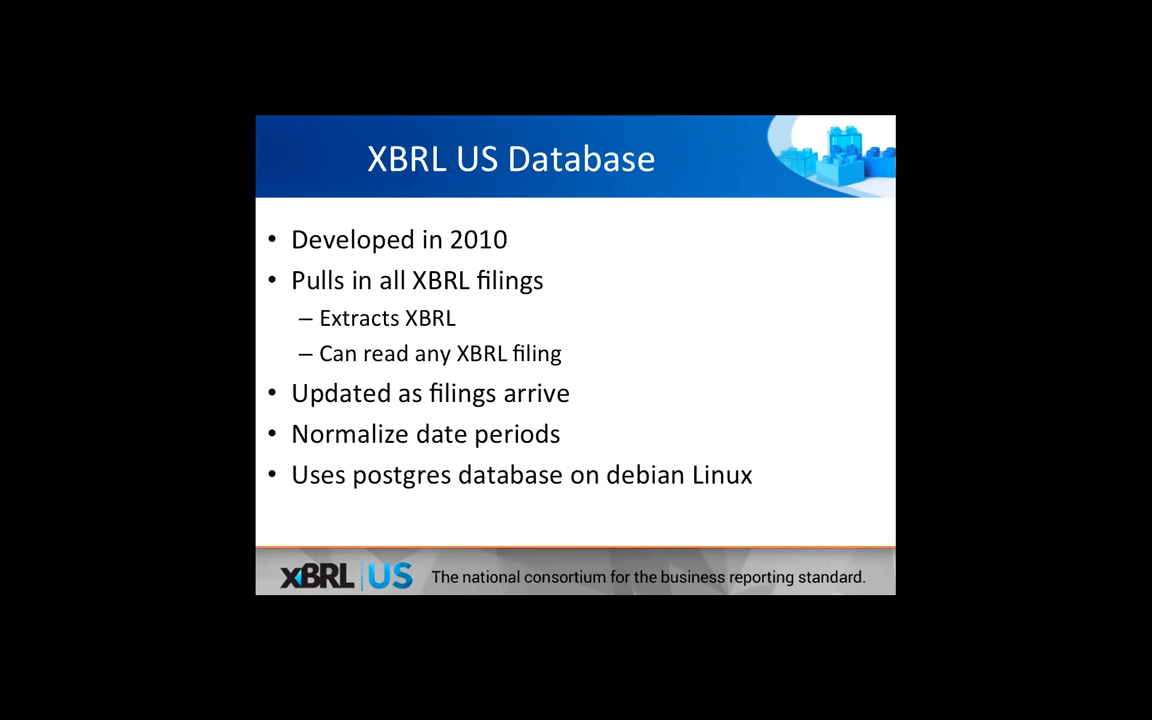 XBRL US Database
• Developed in 2010
• Pulls in all XBRL filings
– Extracts XBRL
– Can read any XBRL filing
• Updated as filings arrive
• Normalize date periods
• Uses postgres database on debian Linux
XBRL US The national consortium for the business reporting standard.